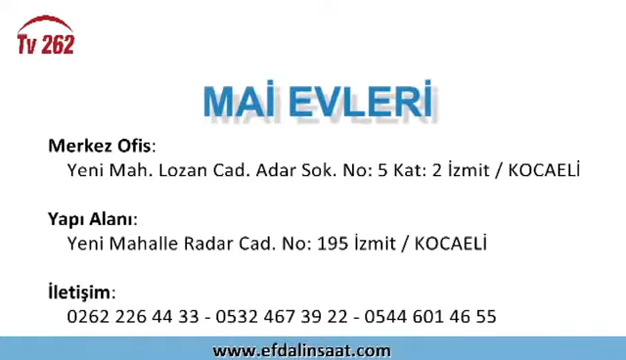 Tv 262
MAİ EVLERİ
Merkez Ofis:
Yeni Mah. Lozan Cad. Adar Sok. No: 5 Kat: 2 İzmit / KOCAELİ
Yapı Alanı:
Yeni Mahalle Radar Cad. No: 195 İzmit / KOCAELİ
İletişim:
0262 226 44 33 - 0532 467 39 22 - 0544 601 46 55
www.efdalinsaat.com